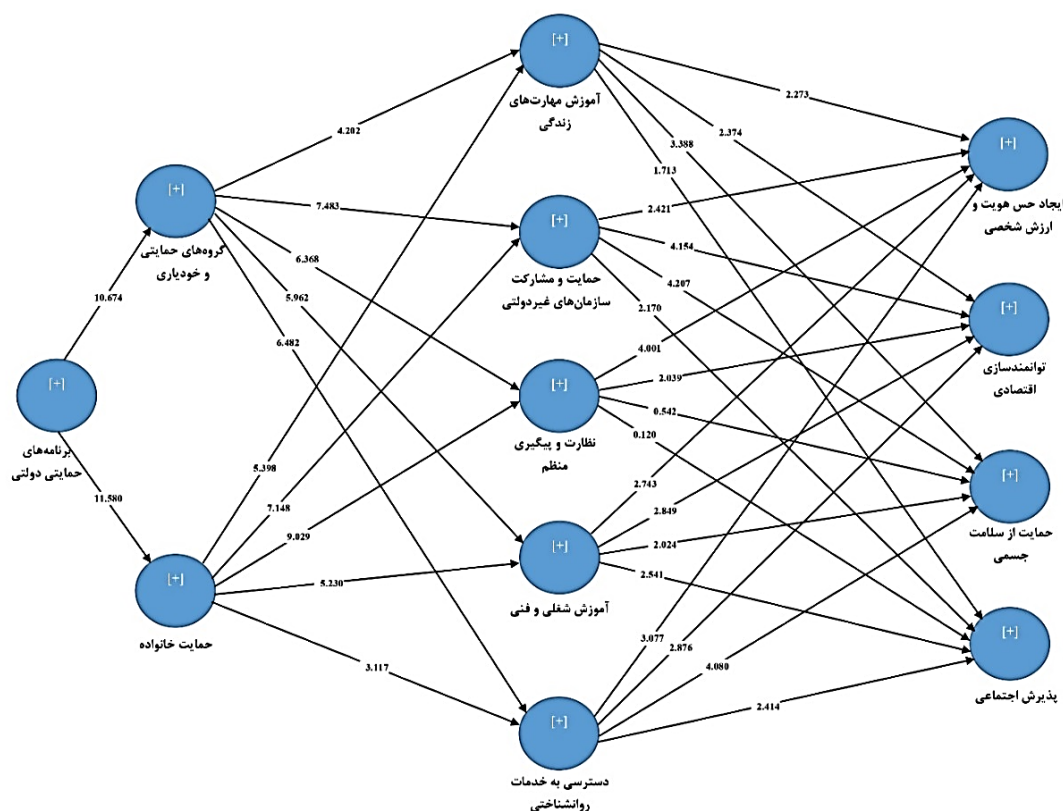 [+]
آموزش مهارت‌های
زندگی
2.273
4.202
2.374
3.388
[+]
ایجاد حس هویت و
ارزش شخصی
1.713
[+]
گروه‌های حمایتی
و خودیاری
7.483
[+]
حمایت و مشارکت
سازمان‌های غیردولتی
2.421
4.154
6.368
4.207
5.962
2.170
10.674
6.482
[+]
توانمندسازی
اقتصادی
4.001
2.039
[+]
برنامه‌های
حمایتی دولتی
[+]
نظارت و پیگیری
منظم
0.542
0.120
5.398
2.743
[+]
حمایت از سلامت
جسمی
11.580
7.148
2.849
9.029
2.024
[+]
حمایت خانواده
5.230
[+]
آموزش شغلی و فنی
2.541
3.077
2.876
[+]
پذیرش اجتماعی
3.117
4.080
2.414
[+]
دسترسی به خدمات
روانشناختی